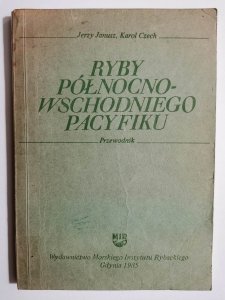 Jerzy Janusz, Karol Czech
RYBY
PÓŁNOCNO-
WSCHODNIEGO
PACYFIKU
Przewodnik
MIR
Wydawnictwo Morskiego Instytutu Rybackiego
Gdynia 1985